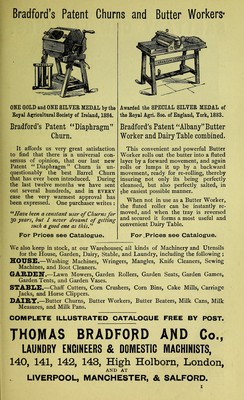 Bradford's Patent Churns and Butter Workers·
ONE GOLD and ONE SILVER MEDAL by the
Royal Agricultural Society of Ireland, 1884.
Bradford's Patent "Diaphragm"
Churn.
It affords us very great satisfaction
to find that there is a universal con-
sensus of opinion, that our last new
Patent "Diaphragm" Churn is un-
questionably the best Barrel Churn
that has ever been introduced. During
the last twelve months we have sent
out several hundreds, and in every
case the very warmest approval has
been expressed. One purchaser writes
"Have been a constant user of Churns for
30 years, but I never dreamt of getting
such a good one as this."
For Prices see Catalogue.
Awarded the SPECIAL SILVER MEDAL of
the Royal Agri. Soc. of England, York, 1883.
Bradford's Patent "Albany" Butter
Worker and Dairy Table combined.
This convenient and powerful Butter
Worker rolls out the butter into a fluted
layer by a forward movement, and again
rolls or lumps it up by a backward
movement, ready for re-rolling, thereby
insuring not only its being perfectly
cleansed, but also perfectly salted, in
the easiest possible manner.
When not in use as a Butter Worker,
the fluted roller can be instantly re-
moved, and when the tray is reversed
and secured it forms a most useful and
convenient Dairy Table.
For Prices see Catalogue.
We also keep in stock, at our Warehouses, all kinds of Machinery and Utensils
for the House, Garden, Dairy, Stable, and Laundry, including the following;
HOUSE.—Washing Machines, Wringers, Mangles, Knife Cleaners, Sewing
Machines, and Boot Cleaners.
GARDEN.—Lawn Mowers, Garden Rollers, Garden Seats, Garden Games,
Garden Tents, and Garden Vases.
STABLE.—Chaff Cutters, Corn Crushers, Corn Bins, Cake Mills, Carriage
Jacks, and Horse Clippers.
DAIRY.—Butter Churns, Butter Workers, Butter Beaters, Milk Cans, Milk
Measures, and Milk Pans.
COMPLETE ILLUSTRATED CATALOGUE FREE BY POST.
THOMAS BRADFORD AND Co.,
LAUNDRY ENGINEERS & DOMESTIC MACHINISTS,
140, 141, 142, 143, High Holborn, London,
AND AT
LIVERPOOL, MANCHESTER, & SALFORD.